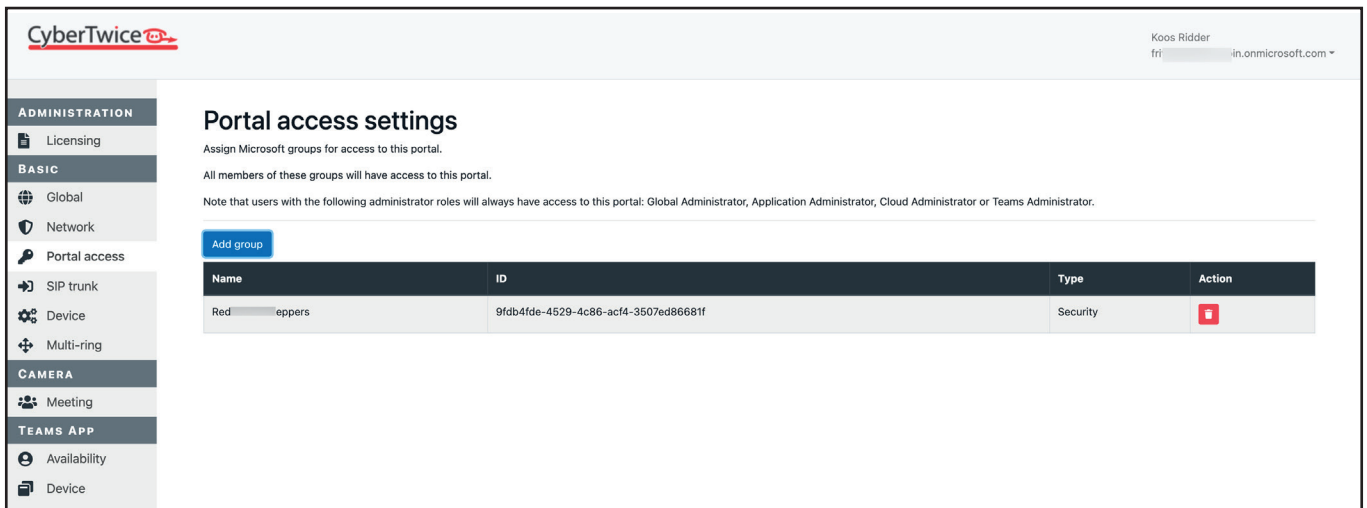 CyberTwice
Koos Ridder
fri in.onmicrosoft.com
ADMINISTRATION
Licensing
BASIC
Global
Network
Portal access
SIP trunk
Device
Multi-ring
CAMERA
Meeting
TEAMS APP
Availability
Device
Portal access settings
Assign Microsoft groups for access to this portal.
All members of these groups will have access to this portal.
Note that users with the following administrator roles will always have access to this portal: Global Administrator, Application Administrator, Cloud Administrator or Teams Administrator.
Add group
Name ID Type Action
Red eppers 9fdb4fde-4529-4c86-acf4-3507ed86681f Security